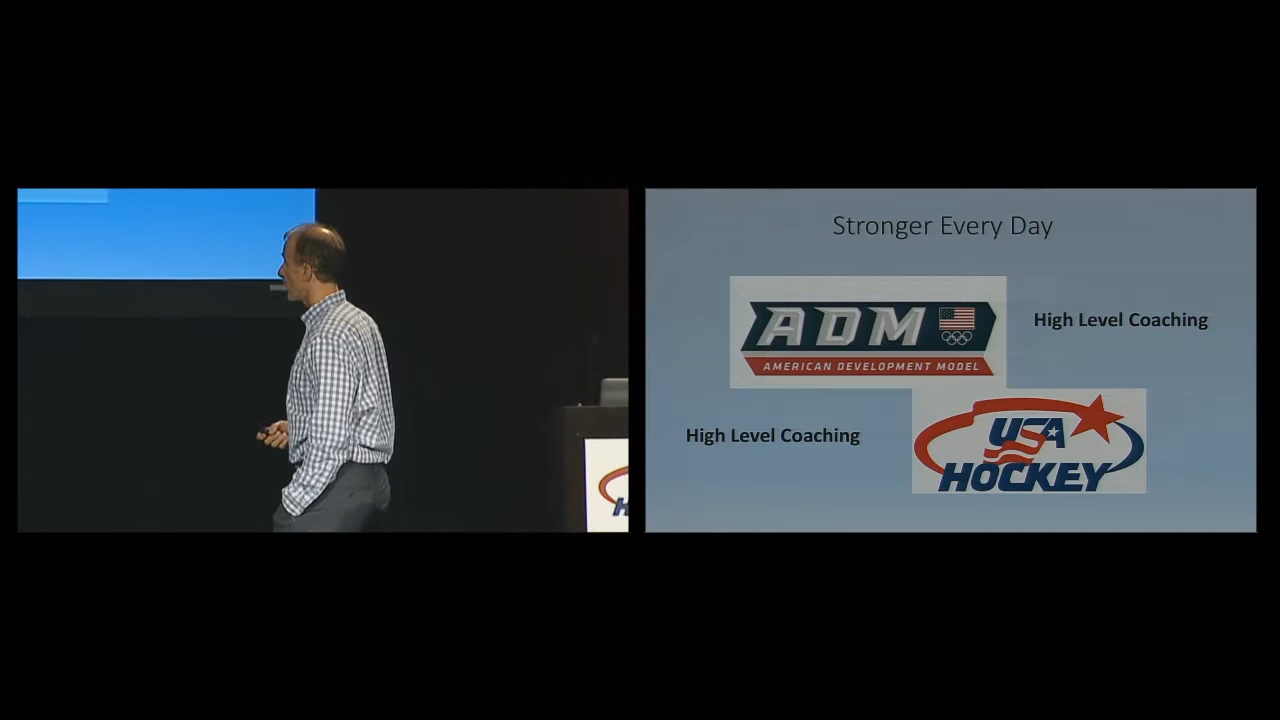 Stronger Every Day
ADM
AMERICAN DEVELOPMENT MODEL
High Level Coaching
High Level Coaching
USA
HOCKEY
H